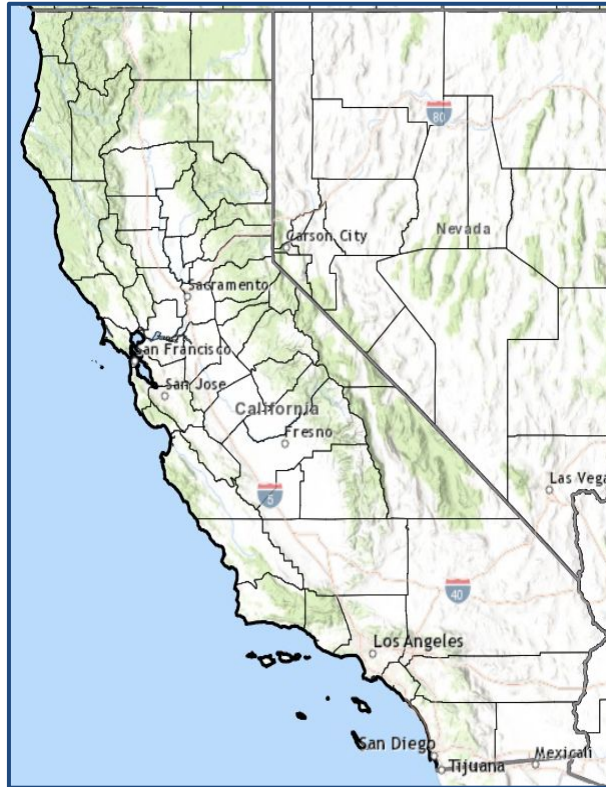 80
Nevada
Carson City
Sacramento
San Francisco
San Jose
California
Fresno
5
Las Vega
40
Los Angeles
San Diego
Tijuana
Mexicali